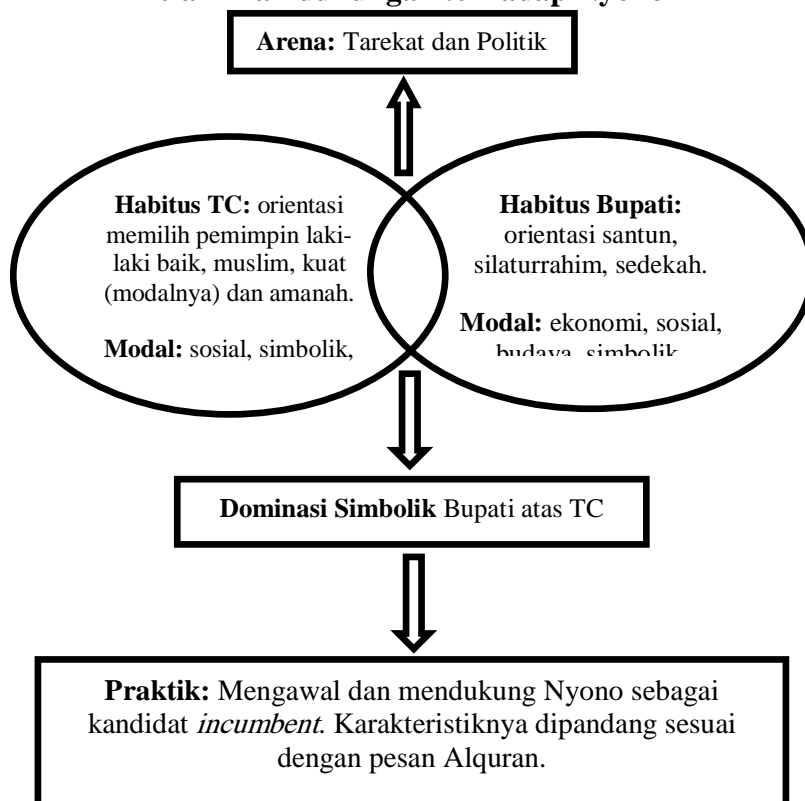 Arena: Tarekat dan Politik
Habitus TC: orientasi
memilih pemimpin laki-
laki baik, muslim, kuat
(modalnya) dan amanah.
Modal: sosial, simbolik,
Habitus Bupati:
orientasi santun,
silaturrahim, sedekah.
Modal: ekonomi, sosial,
budaya, simbolik
Dominasi Simbolik Bupati atas TC
Praktik: Mengawal dan mendukung Nyono sebagai
kandidat incumbent. Karakteristiknya dipandang sesuai
dengan pesan Alquran.